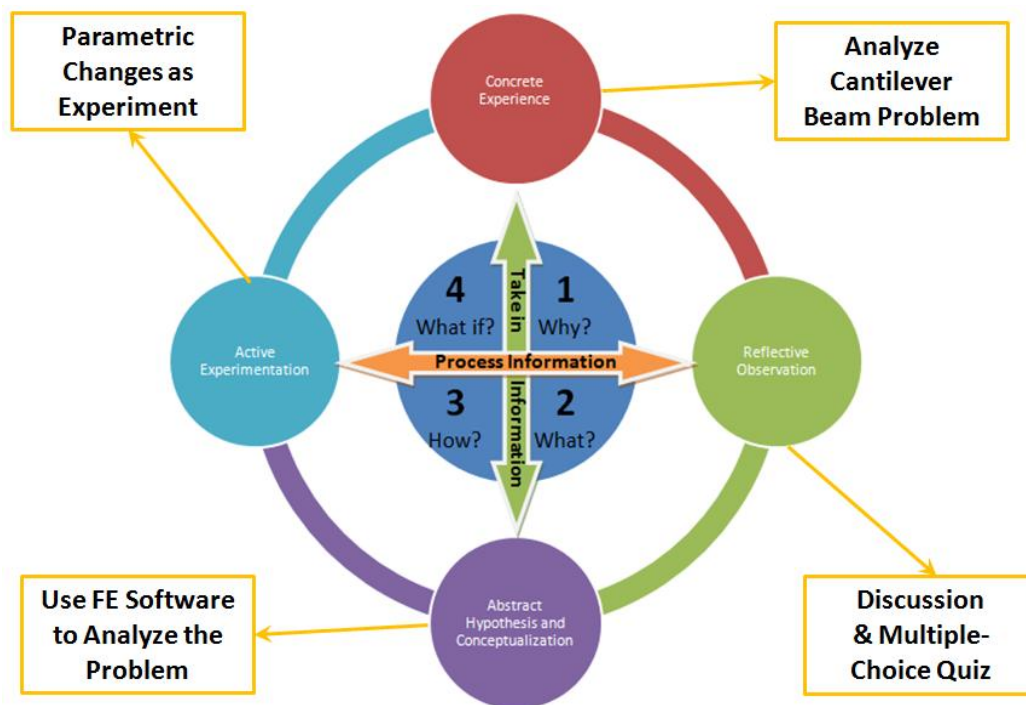 Parametric
Changes as
Experiment
Concrete
Experience
Analyze
Cantilever
Beam Problem
4
What if?
1
Why?
Take in
Process Information
Information
3
How?
2
What?
Active
Experimentation
Reflective
Observation
Use FE Software
to Analyze the
Problem
Abstract
Hypothesis and
Conceptualization
Discussion
& Multiple-
Choice Quiz